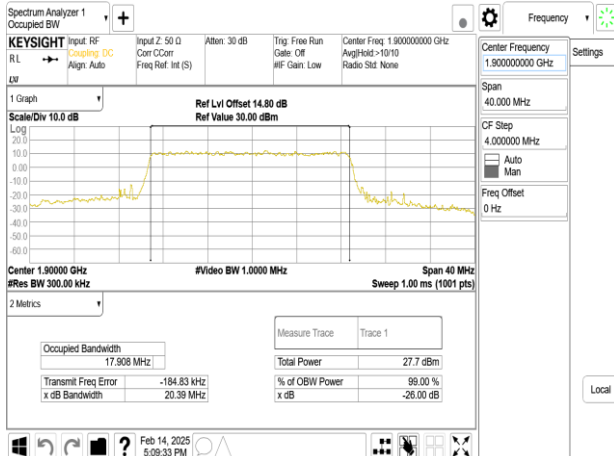 Spectrum Analyzer 1
Occupied BW
Frequency
KEYSIGHT
Input: RF
Coupling: DC
Align: Auto
Input Z: 50 Ω
Corr CCorr
Freq Ref: Int (S)
Atten: 30 dB
Trig: Free Run
Gate: Off
#IF Gain: Low
Center Freq: 1.900000000 GHz
Avg|Hold:>10/10
Radio Std: None
RL
LXI
Center Frequency
1.900000000 GHz
Settings
Span
40.000 MHz
CF Step
4.000000 MHz
Auto
Man
Freq Offset
0 Hz
1 Graph
Ref Lvl Offset 14.80 dB
Scale/Div 10.0 dB
Ref Value 30.00 dBm
Log
20.0
10.0
0.00
-10.0
-20.0
-30.0
-40.0
-50.0
-60.0
Center 1.90000 GHz
#Video BW 1.0000 MHz
Span 40 MHz
#Res BW 300.00 kHz
Sweep 1.00 ms (1001 pts)
2 Metrics
Measure Trace
Trace 1
Occupied Bandwidth
17.908 MHz
Total Power
27.7 dBm
Transmit Freq Error
-184.83 kHz
% of OBW Power
99.00 %
x dB Bandwidth
20.39 MHz
x dB
-26.00 dB
Local
?
Feb 14, 2025
5:09:33 PM